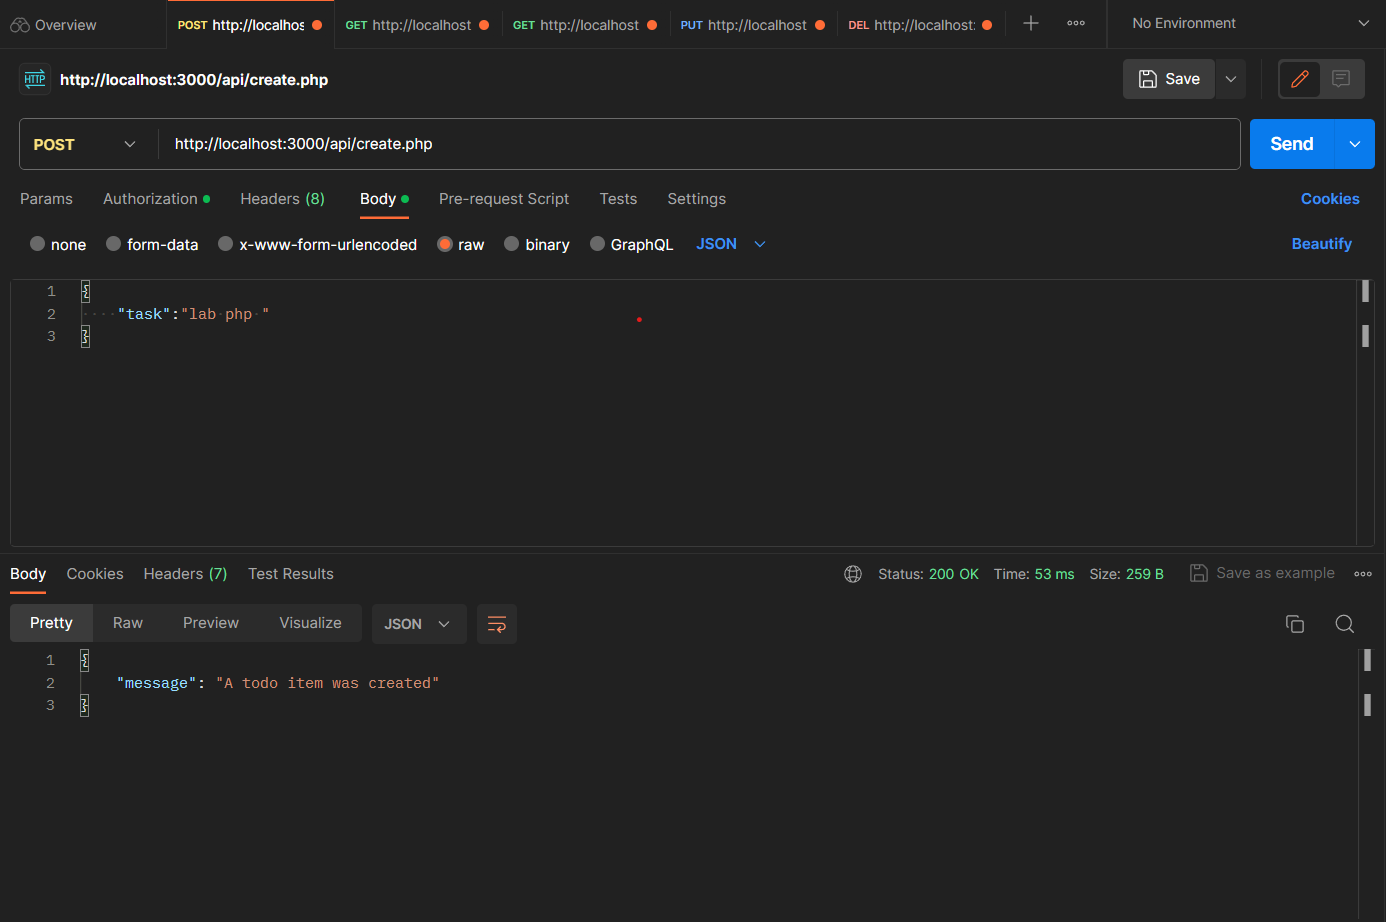 Overview
POST http://localhos
GET http://localhost
GET http://localhost
PUT http://localhost
DEL http://localhost:
No Environment
HTTP http://localhost:3000/api/create.php
Save
POST http://localhost:3000/api/create.php
Send
Params Authorization Headers (8) Body Pre-request Script Tests Settings Cookies
none form-data x-www-form-urlencoded raw binary GraphQL JSON Beautify
1 {
2 "task":"lab php "
3 }
Body Cookies Headers (7) Test Results Status: 200 OK Time: 53 ms Size: 259 B Save as example
Pretty Raw Preview Visualize JSON
1 {
2 "message": "A todo item was created"
3 }